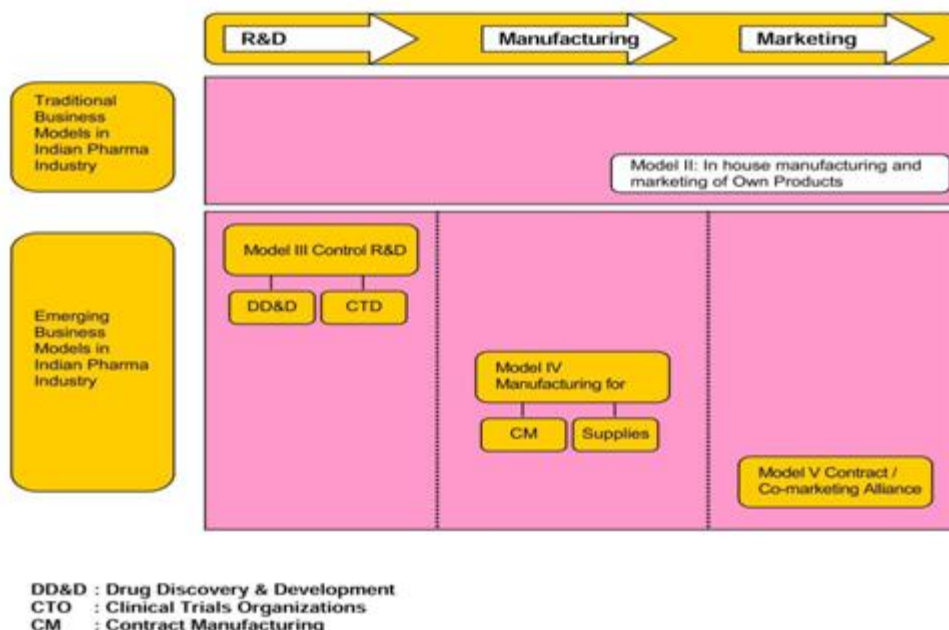 R&D
Manufacturing
Marketing
Traditional
Business
Models in
Indian Pharma
Industry
Model II: In house manufacturing and
marketing of Own Products
Emerging
Business
Models in
Indian Pharma
Industry
Model III Control R&D
DD&D
CTD
Model IV
Manufacturing for
CM
Supplies
Model V Contract /
Co-marketing Alliance
DD&D : Drug Discovery & Development
CTO : Clinical Trials Organizations
CM : Contract Manufacturing